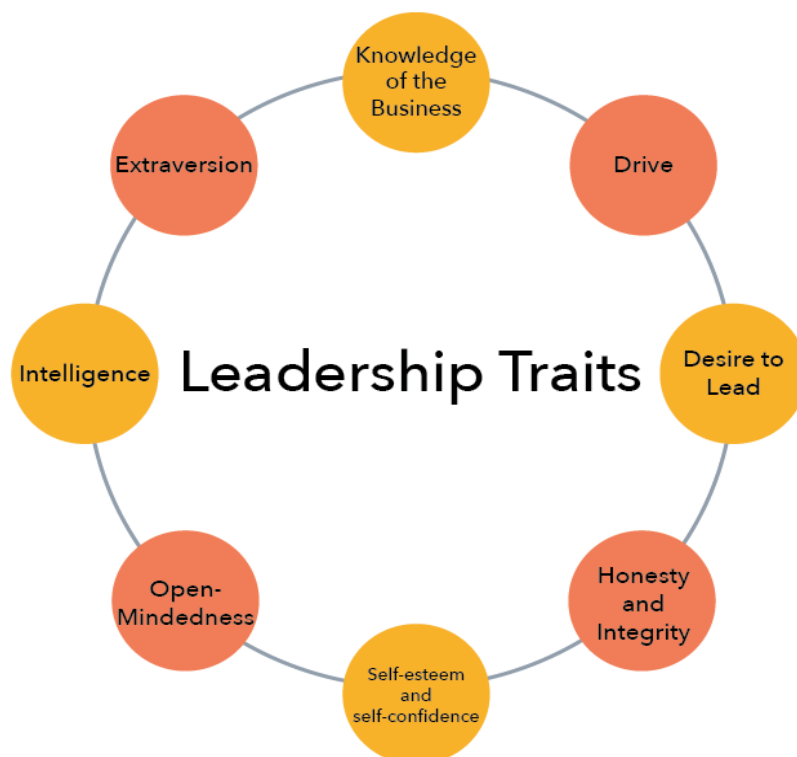 Knowledge
of the
Business
Extraversion
Drive
Intelligence
Leadership Traits
Desire to
Lead
Open-
Mindedness
Honesty
and
Integrity
Self-esteem
and
self-confidence